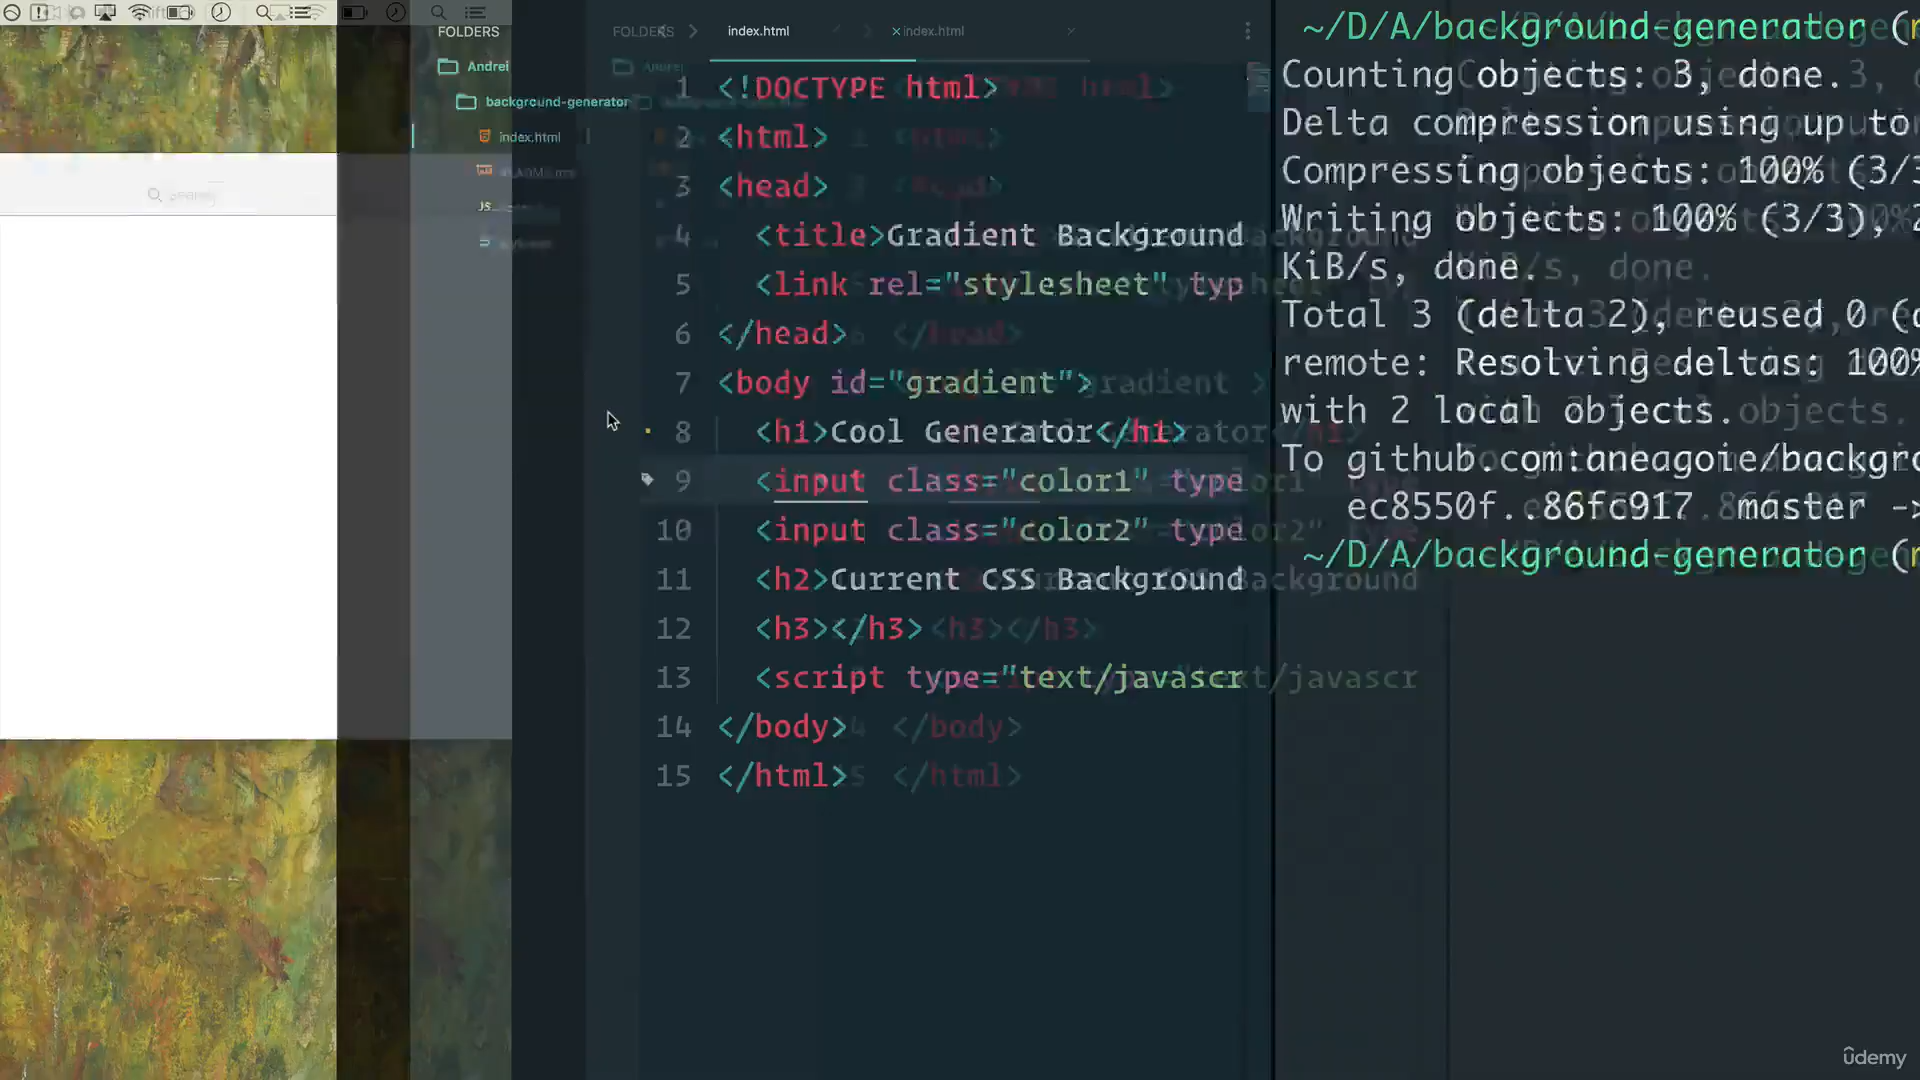 FOLDERS
Andrei
background-generator
index.html
FOLDERS
Andrei
index.html
index.html
1 <!DOCTYPE html>
2 <html>
3 <head>
4 <title>Gradient Background
5 <link rel="stylesheet" typ
6 </head>
7 <body id="gradient">
8 <h1>Cool Generator</h1>
9 <input class="color1" type
10 <input class="color2" type
11 <h2>Current CSS Background
12 <h3></h3>
13 <script type="text/javascr
14 </body>
15 </html>
~/D/A/background-generator (
Counting objects: 3, done.
Delta compression using up to
Compressing objects: 100% (3/3
Writing objects: 100% (3/3), 2
KiB/s, done.
Total 3 (delta 2), reused 0 (d
remote: Resolving deltas: 100%
with 2 local objects.
To github.com:aneagoie/backgro
ec8550f..86fc917 master ->
~/D/A/background-generator (
udemy